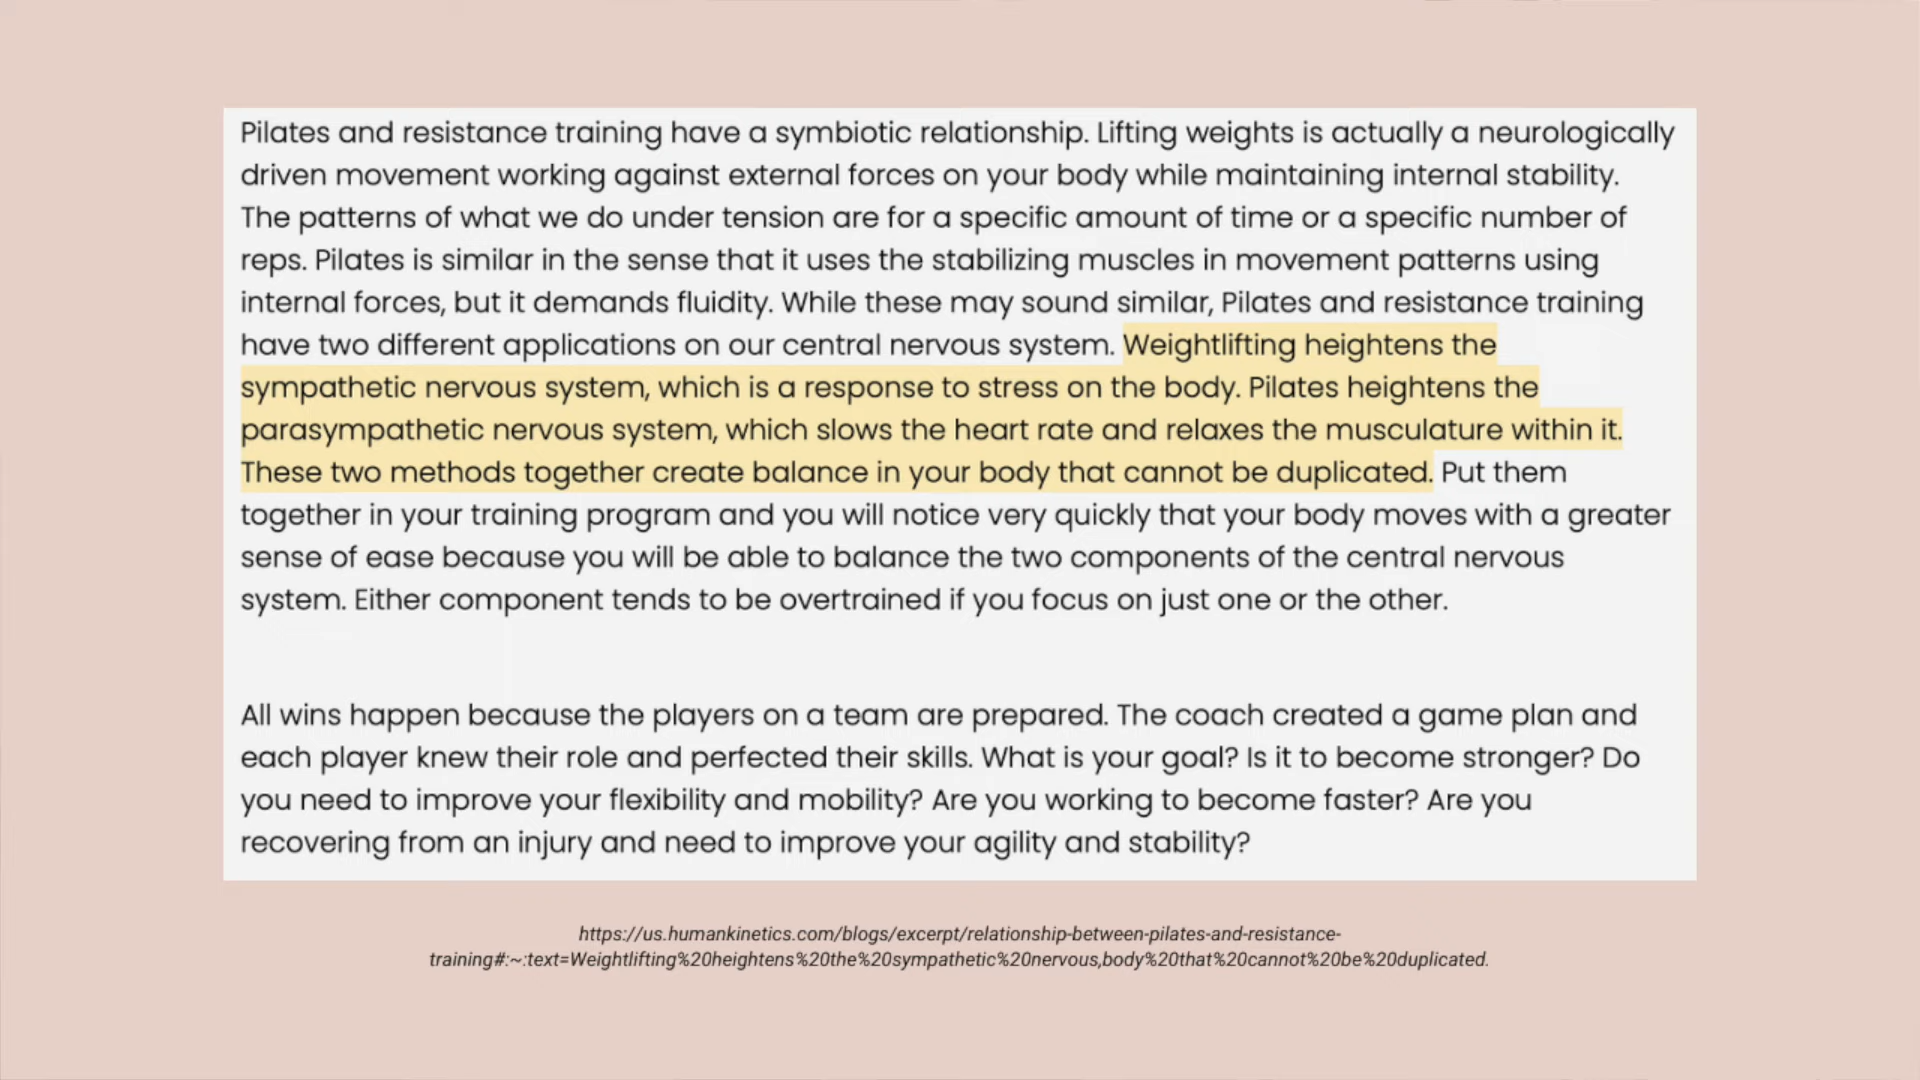 Pilates and resistance training have a symbiotic relationship. Lifting weights is actually a neurologically
driven movement working against external forces on your body while maintaining internal stability.
The patterns of what we do under tension are for a specific amount of time or a specific number of
reps. Pilates is similar in the sense that it uses the stabilizing muscles in movement patterns using
internal forces, but it demands fluidity. While these may sound similar, Pilates and resistance training
have two different applications on our central nervous system. Weightlifting heightens the
sympathetic nervous system, which is a response to stress on the body. Pilates heightens the
parasympathetic nervous system, which slows the heart rate and relaxes the musculature within it.
These two methods together create balance in your body that cannot be duplicated. Put them
together in your training program and you will notice very quickly that your body moves with a greater
sense of ease because you will be able to balance the two components of the central nervous
system. Either component tends to be overtrained if you focus on just one or the other.
All wins happen because the players on a team are prepared. The coach created a game plan and
each player knew their role and perfected their skills. What is your goal? Is it to become stronger? Do
you need to improve your flexibility and mobility? Are you working to become faster? Are you
recovering from an injury and need to improve your agility and stability?
https://us.humankinetics.com/blogs/excerpt/relationship-between-pilates-and-resistance-
training#:~:text=Weightlifting%20heightens%20the%20sympathetic%20nervous,body%20that%20cannot%20be%20duplicated.